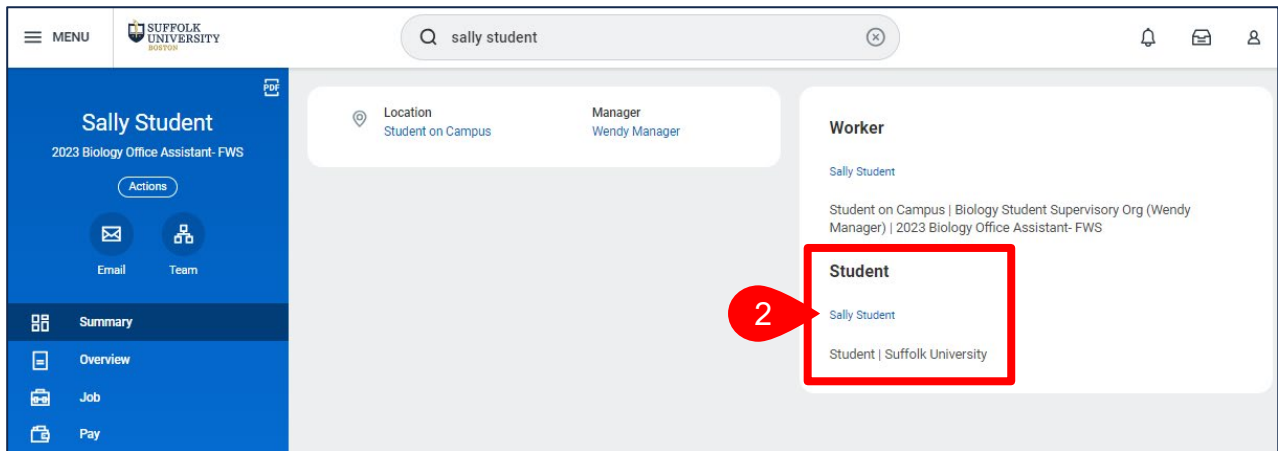 MENU
SUFFOLK
UNIVERSITY
BOSTON
sally student
PDF
Sally Student
2023 Biology Office Assistant- FWS
Actions
Email
Team
Summary
Overview
Job
Pay
Location
Student on Campus
Manager
Wendy Manager
Worker
Sally Student
Student on Campus | Biology Student Supervisory Org (Wendy
Manager) | 2023 Biology Office Assistant- FWS
Student
2
Sally Student
Student | Suffolk University